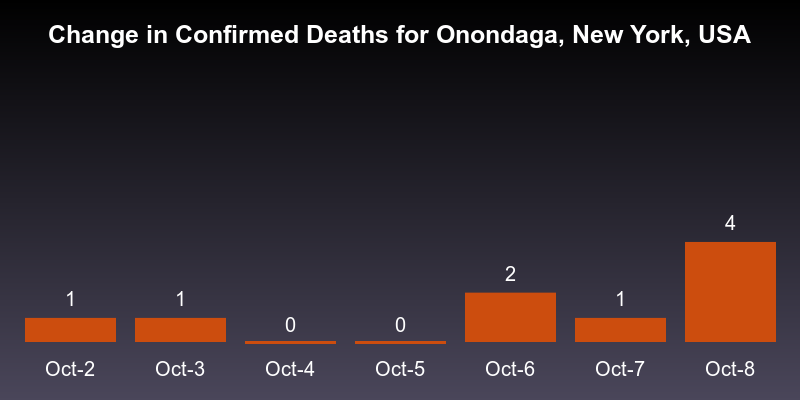 Change in Confirmed Deaths for Onondaga, New York, USA
4
2
1 1 1
0 0
Oct-2 Oct-3 Oct-4 Oct-5 Oct-6 Oct-7 Oct-8